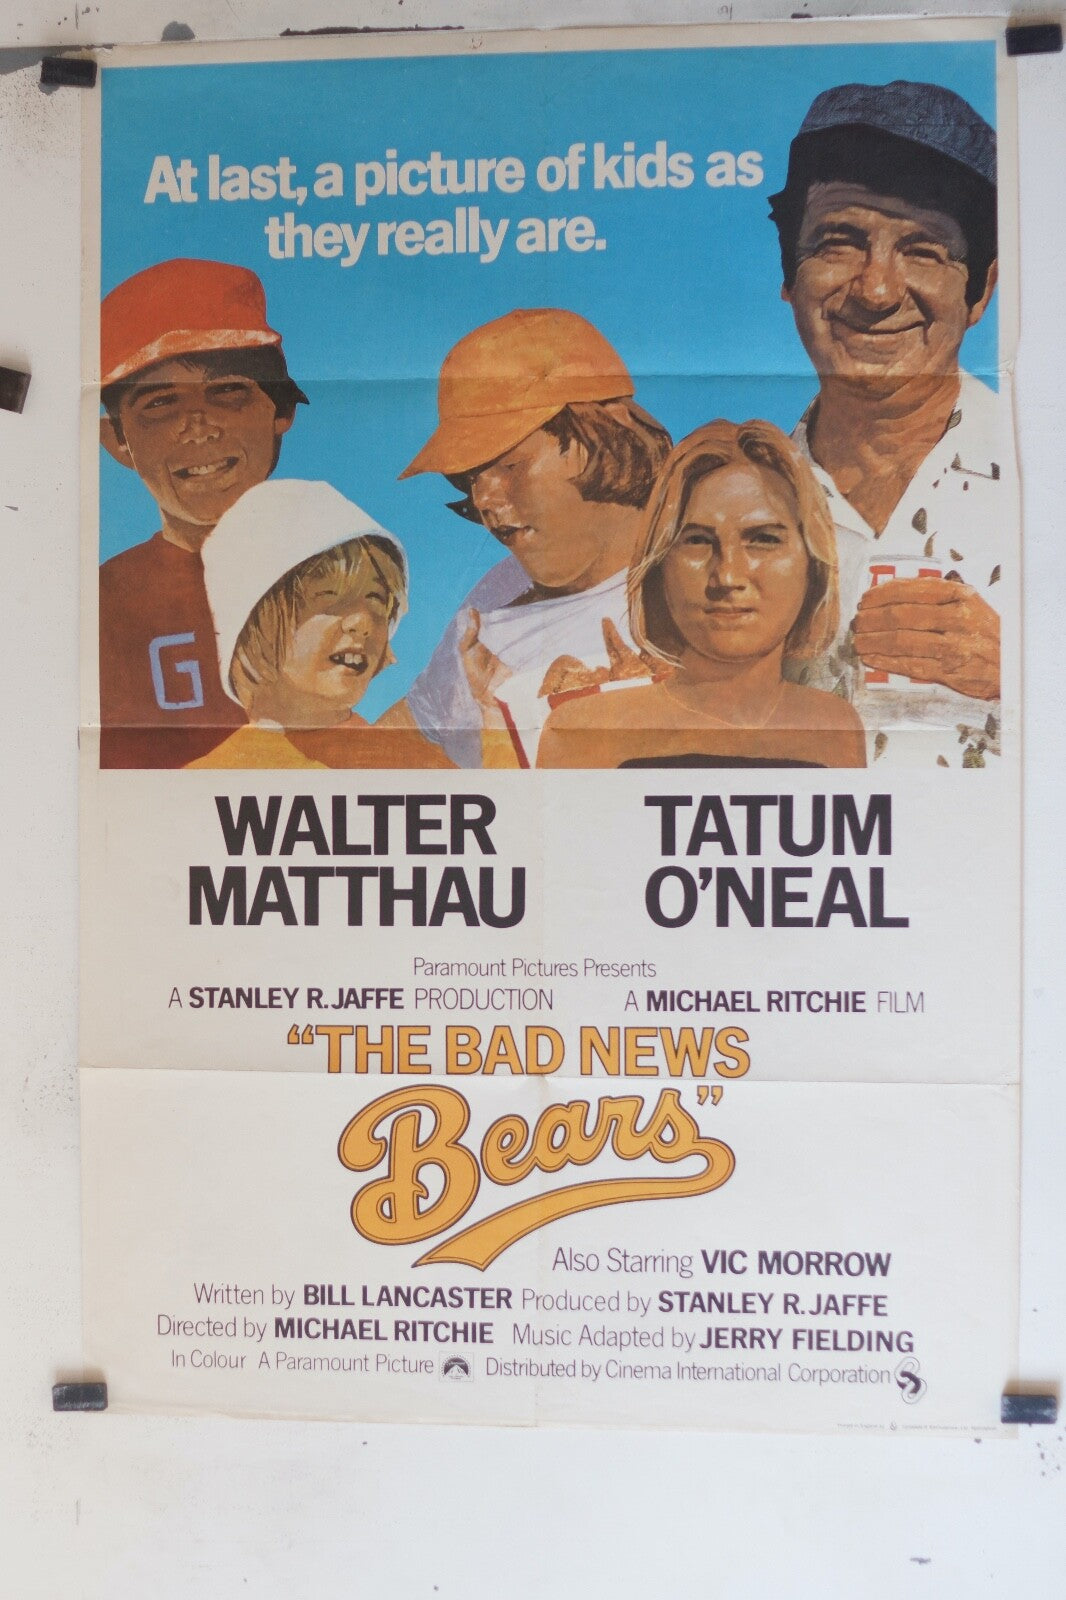 At last, a picture of kids as
they really are.
G
WALTER MATTHAU
TATUM O'NEAL
Paramount Pictures Presents
A STANLEY R. JAFFE PRODUCTION A MICHAEL RITCHIE FILM
"THE BAD NEWS
Bears"
Also Starring VIC MORROW
Written by BILL LANCASTER Produced by STANLEY R. JAFFE
Directed by MICHAEL RITCHIE Music Adapted by JERRY FIELDING
In Colour A Paramount Picture Distributed by Cinema International Corporation